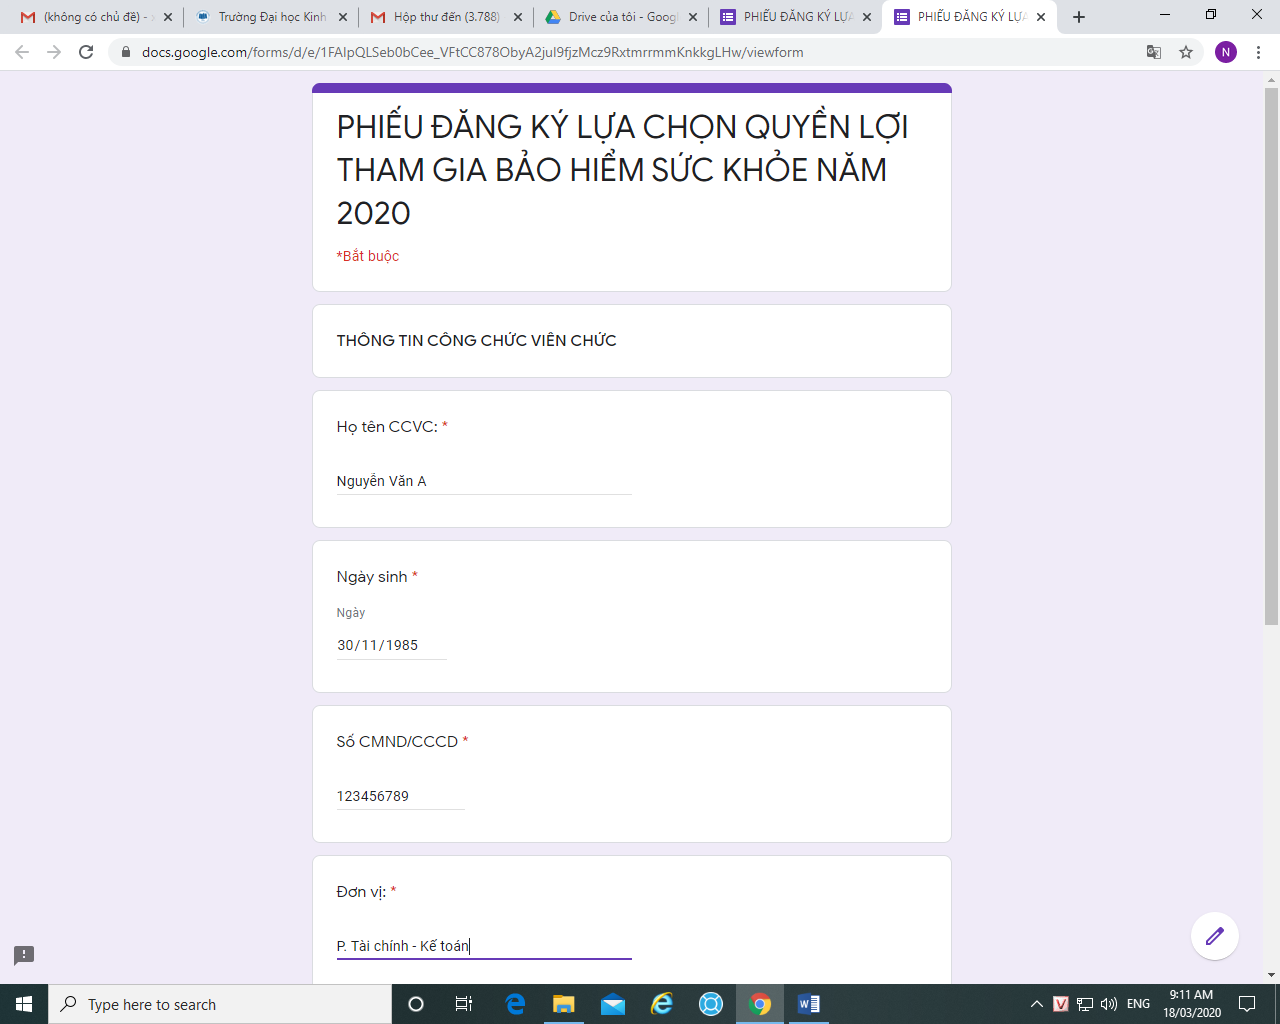 (không có chủ đề) -
Trường Đại học Kinh
Hộp thư đến (3.788)
Drive của tôi - Googl
PHIẾU ĐĂNG KÝ LỰA
PHIẾU ĐĂNG KÝ LỰA
docs.google.com/forms/d/e/1FAIpQLSeb0bCee_VFtCC878ObyA2juI9fjzMcz9RxtmrrmmKnkkgLHw/viewform
N
PHIẾU ĐĂNG KÝ LỰA CHỌN QUYỀN LỢI
THAM GIA BẢO HIỂM SỨC KHỎE NĂM
2020
*Bắt buộc
THÔNG TIN CÔNG CHỨC VIÊN CHỨC
Họ tên CCVC: *
Nguyễn Văn A
Ngày sinh *
Ngày
30/11/1985
Số CMND/CCCD *
123456789
Đơn vị: *
P. Tài chính - Kế toán
Type here to search
ENG
9:11 AM
18/03/2020